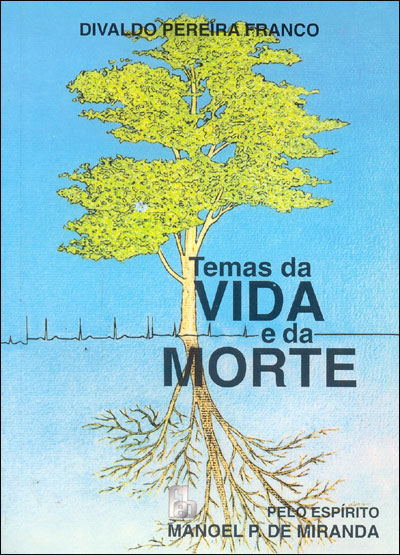 DIVALDO PEREIRA FRANCO
Temas da
VIDA
e da
MORTE
PELO ESPÍRITO
MANOEL P. DE MIRANDA